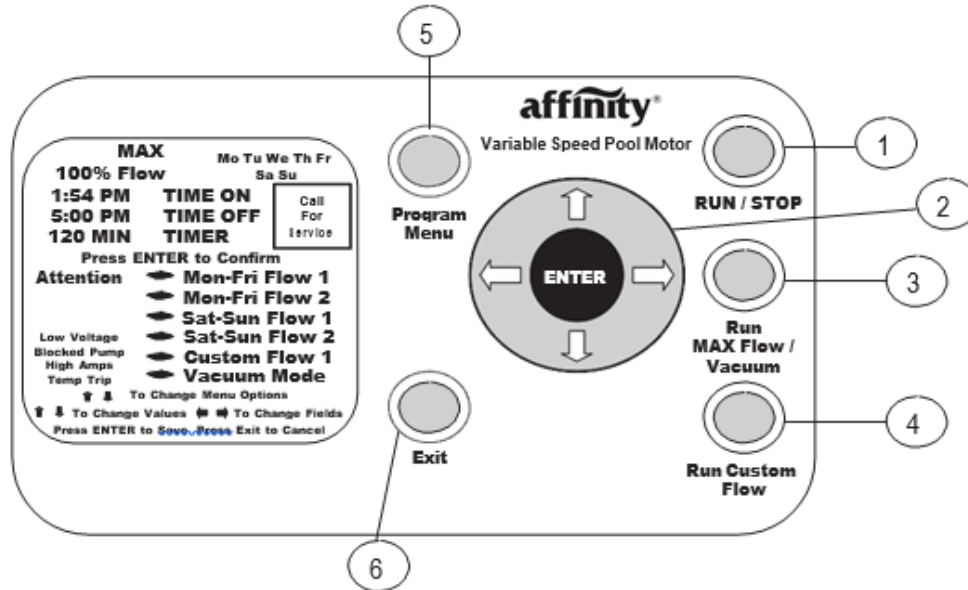 5
affinity®
Variable Speed Pool Motor
1
RUN / STOP
2
Program
Menu
MAX
100% Flow
Mo Tu We Th Fr
Sa Su
1:54 PM TIME ON
5:00 PM TIME OFF
120 MIN TIMER
Call
For
Service
Press ENTER to Confirm
Attention
Mon-Fri Flow 1
Mon-Fri Flow 2
Sat-Sun Flow 1
Sat-Sun Flow 2
Custom Flow 1
Vacuum Mode
Low Voltage
Blocked Pump
High Amps
Temp Trip
⬆ ⬇ To Change Menu Options
⬆ ⬇ To Change Values ⬅ ➡ To Change Fields
Press ENTER to Save Press Exit to Cancel
ENTER
3
Run
MAX Flow /
Vacuum
4
Run Custom
Flow
Exit
6